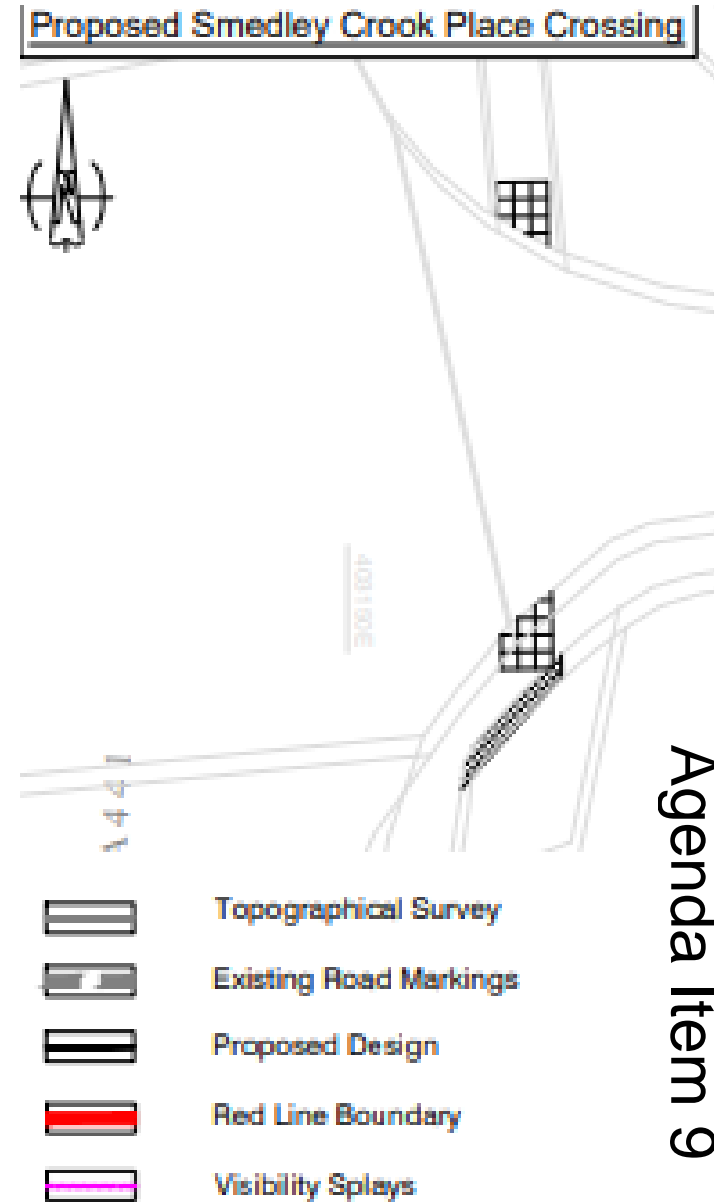 Proposed Smedley Crook Place Crossing
N
A441
Topographical Survey
Existing Road Markings
Proposed Design
Red Line Boundary
Visibility Splays
Agenda Item 9